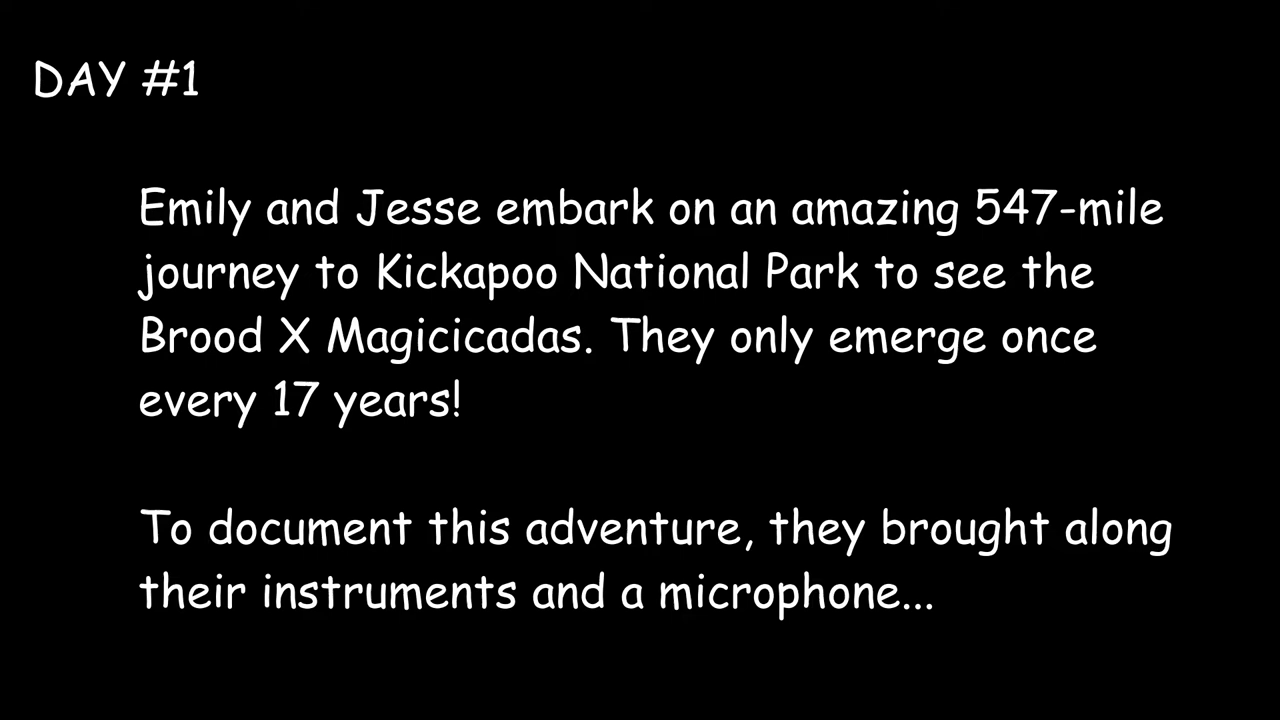 DAY #1
Emily and Jesse embark on an amazing 547-mile
journey to Kickapoo National Park to see the
Brood X Magicicadas. They only emerge once
every 17 years!
To document this adventure, they brought along
their instruments and a microphone...